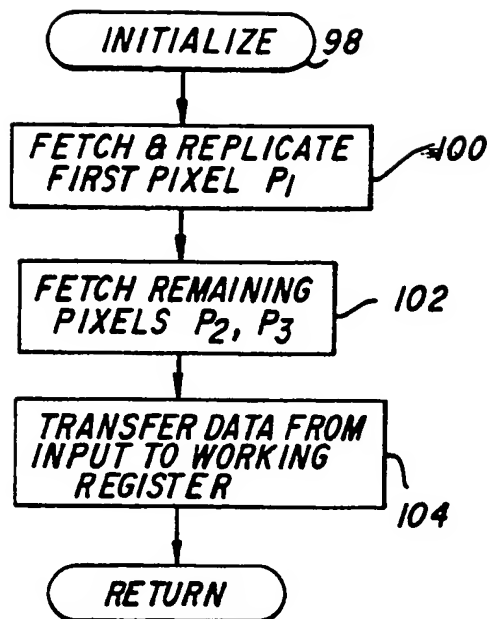 INITIALIZE
98
FETCH & REPLICATE
FIRST PIXEL P1
100
FETCH REMAINING
PIXELS P2, P3
102
TRANSFER DATA FROM
INPUT TO WORKING
REGISTER
104
RETURN